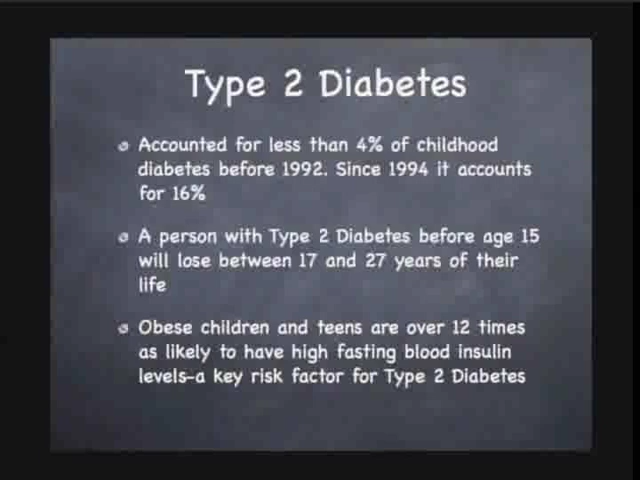 Type 2 Diabetes
Accounted for less than 4% of childhood
diabetes before 1992. Since 1994 it accounts
for 16%
A person with Type 2 Diabetes before age 15
will lose between 17 and 27 years of their
life
Obese children and teens are over 12 times
as likely to have high fasting blood insulin
levels-a key risk factor for Type 2 Diabetes